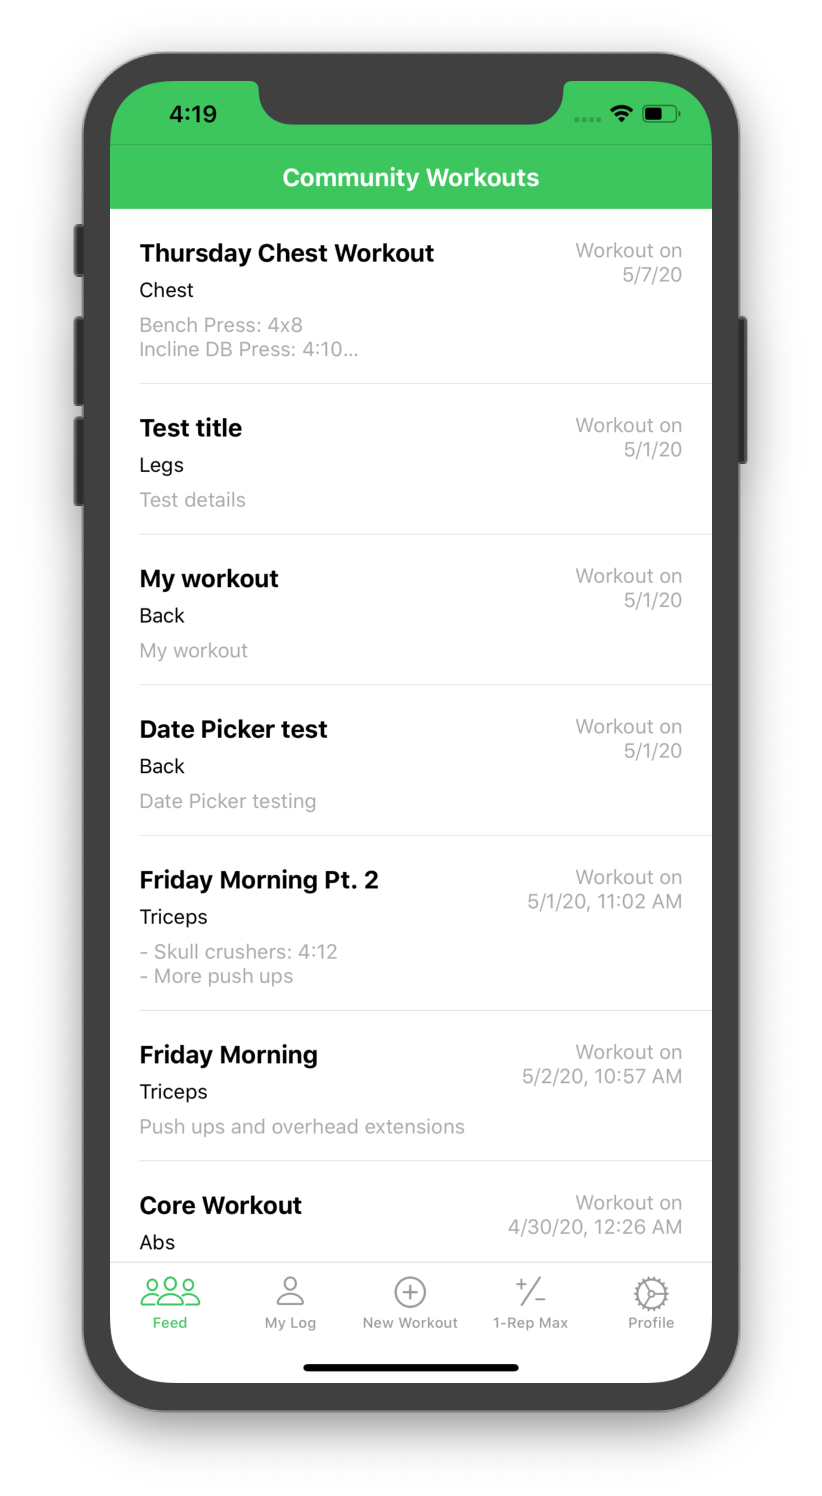 4:19
Community Workouts
Thursday Chest Workout
Workout on
5/7/20
Chest
Bench Press: 4x8
Incline DB Press: 4:10...
Test title
Workout on
5/1/20
Legs
Test details
My workout
Workout on
5/1/20
Back
My workout
Date Picker test
Workout on
5/1/20
Back
Date Picker testing
Friday Morning Pt. 2
Workout on
5/1/20, 11:02 AM
Triceps
- Skull crushers: 4:12
- More push ups
Friday Morning
Workout on
5/2/20, 10:57 AM
Triceps
Push ups and overhead extensions
Core Workout
Workout on
4/30/20, 12:26 AM
Abs
Feed
My Log
New Workout
1-Rep Max
Profile